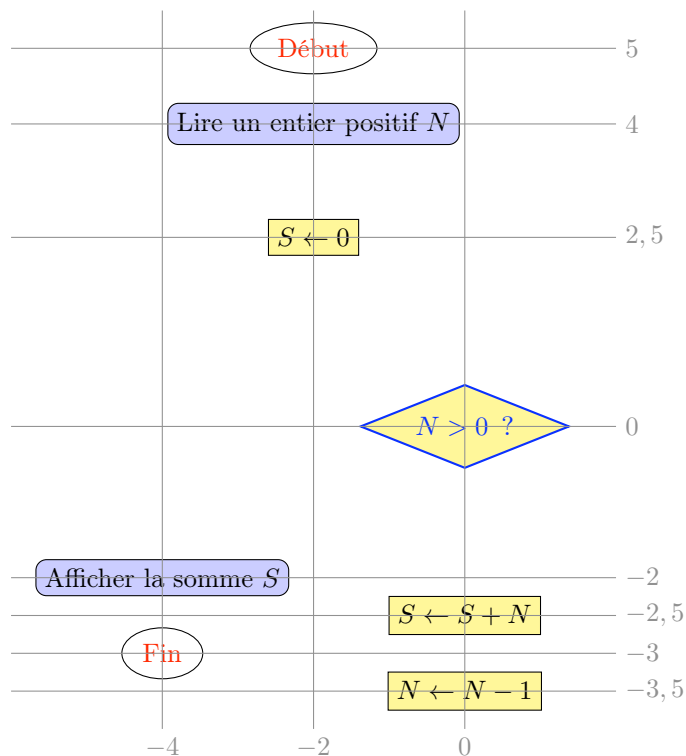 Début
5
Lire un entier positif N
4
S ← 0
2, 5
N > 0 ?
0
Afficher la somme S
−2
S ← S + N
−2, 5
Fin
−3
N ← N − 1
−3, 5
−4 −2 0